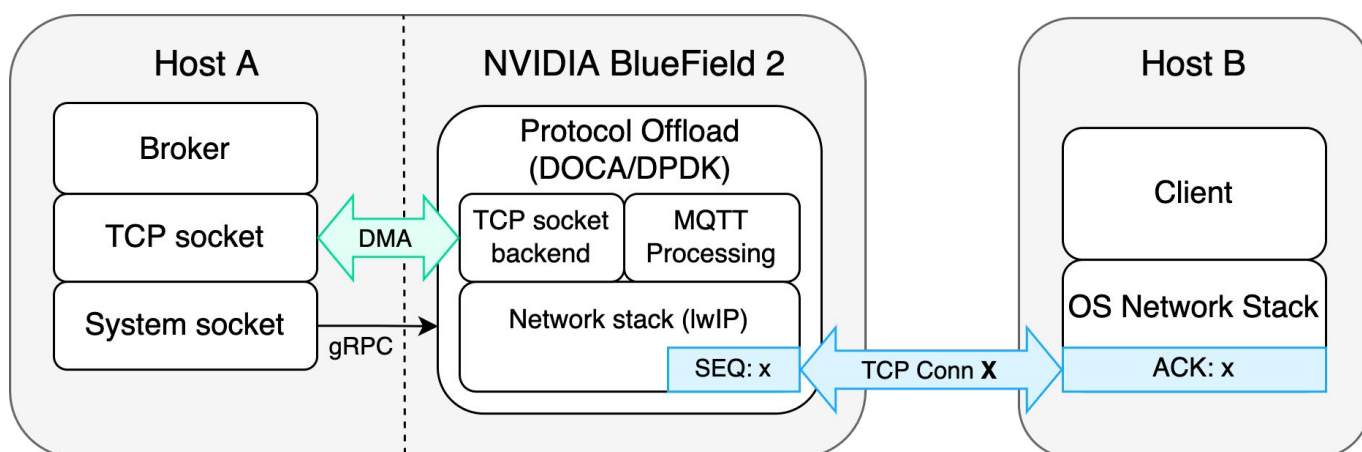 Host A
NVIDIA BlueField 2
Host B
Broker
TCP socket
System socket
DMA
gRPC
Protocol Offload
(DOCA/DPDK)
TCP socket
backend
MQTT
Processing
Network stack (lwIP)
SEQ: x
TCP Conn X
Client
OS Network Stack
ACK: x